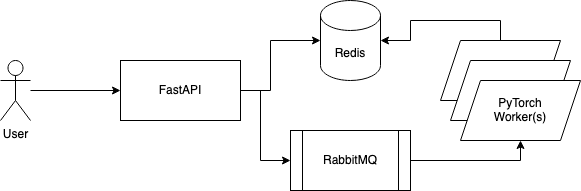 Redis
FastAPI
PyTorch
Worker(s)
User
RabbitMQ